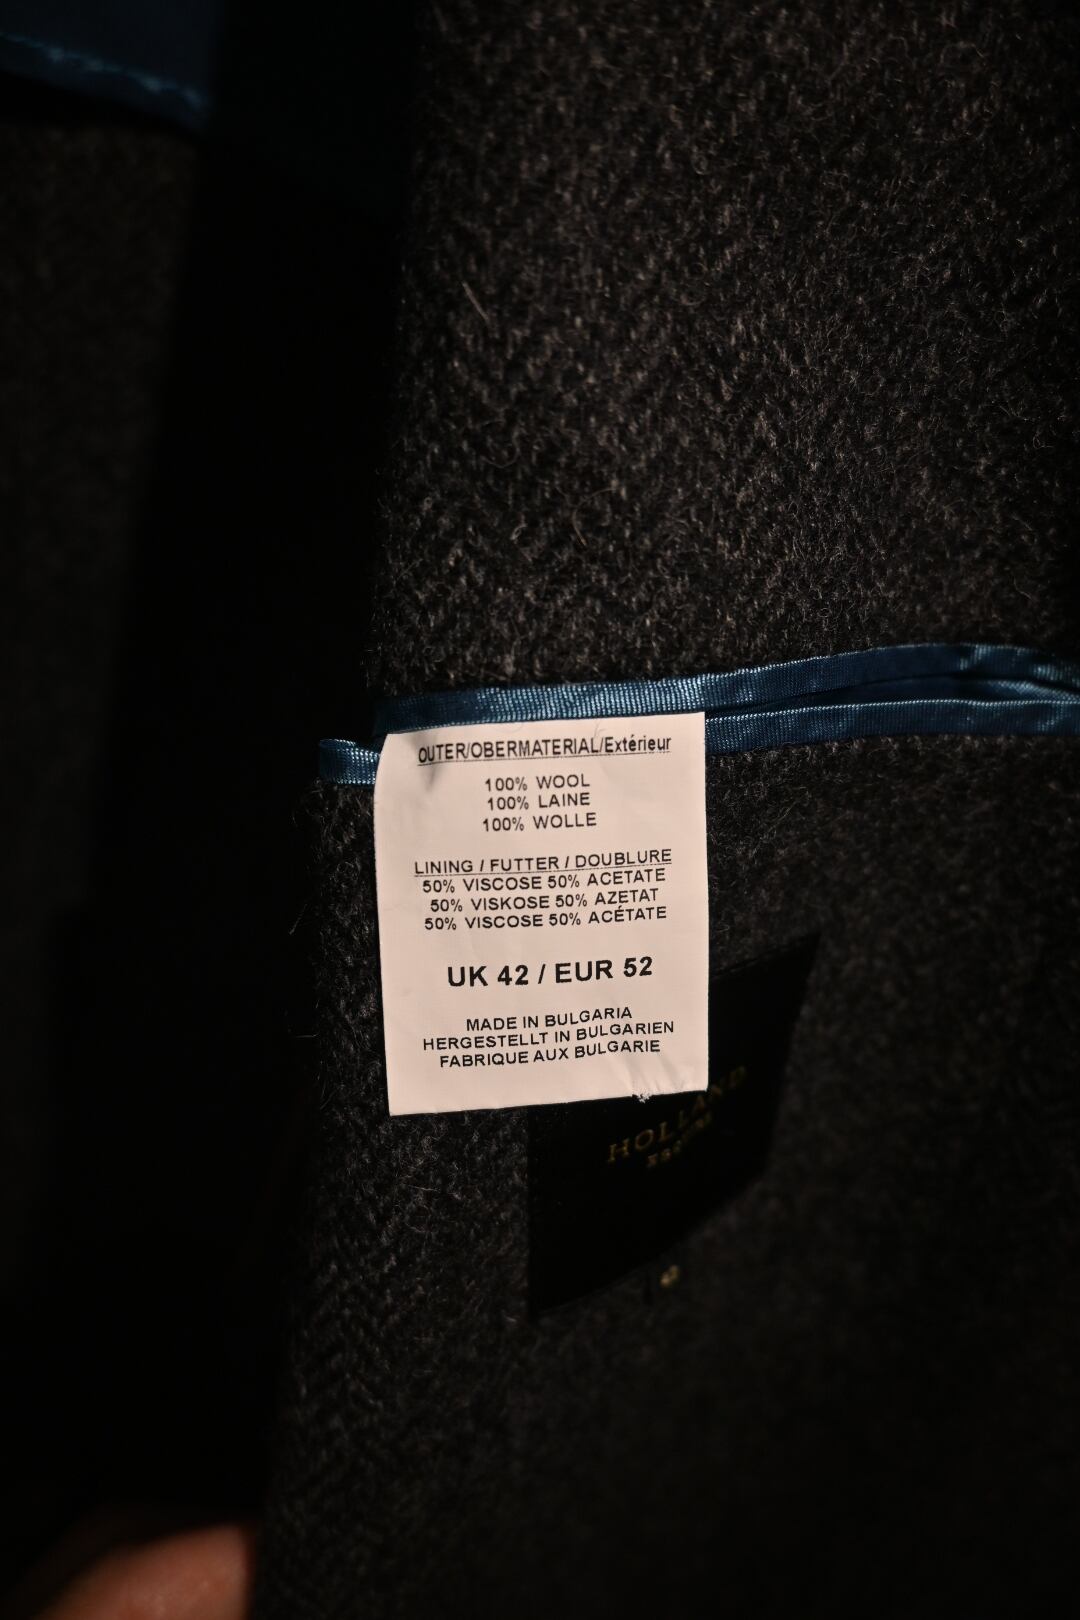 OUTER/OBERMATERIAL/Extérieur
100% WOOL
100% LAINE
100% WOLLE
LINING / FUTTER / DOUBLURE
50% VISCOSE 50% ACETATE
50% VISKOSE 50% AZETAT
50% VISCOSE 50% ACÉTATE
UK 42 / EUR 52
MADE IN BULGARIA
HERGESTELLT IN BULGARIEN
FABRIQUE AUX BULGARIE
HOLLAND